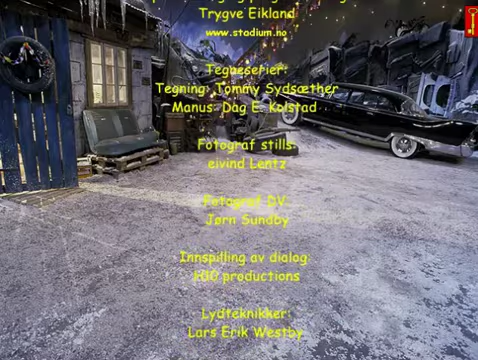 Trygve Eikland
www.stadium.no
Tegneserier:
Tegning: Tommy Sydsæther
Manus: Dag E. Kolstad
Fotograf stills:
eivind Lentz
Fotograf DV:
Jørn Sundby
Innspilling av dialog:
productions
Lydteknikker:
Lars Erik Westby